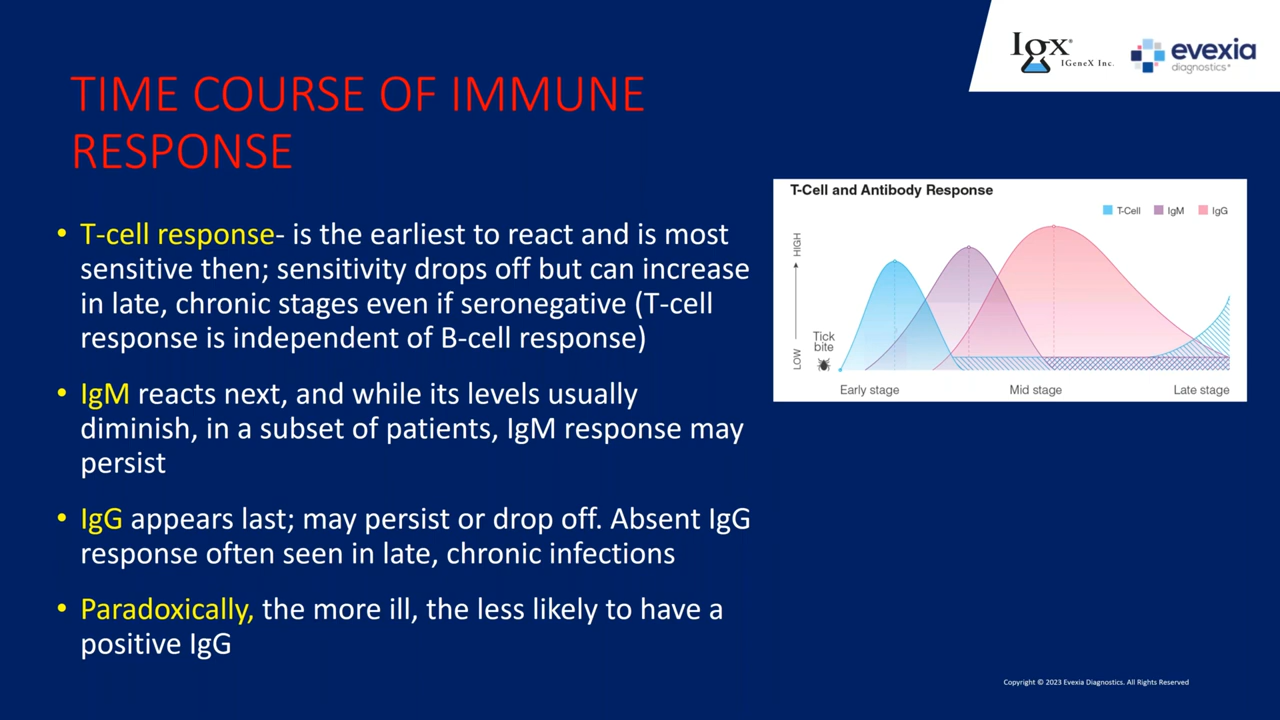 Igx®
IGeneX Inc.
evexia
diagnostics
TIME COURSE OF IMMUNE
RESPONSE
• T-cell response- is the earliest to react and is most
sensitive then; sensitivity drops off but can increase
in late, chronic stages even if seronegative (T-cell
response is independent of B-cell response)
• IgM reacts next, and while its levels usually
diminish, in a subset of patients, IgM response may
persist
• IgG appears last; may persist or drop off. Absent IgG
response often seen in late, chronic infections
• Paradoxically, the more ill, the less likely to have a
positive IgG
T-Cell and Antibody Response
T-Cell IgM IgG
HIGH
LOW
Tick
bite
Early stage Mid stage Late stage
Copyright © 2023 Evexia Diagnostics. All Rights Reserved